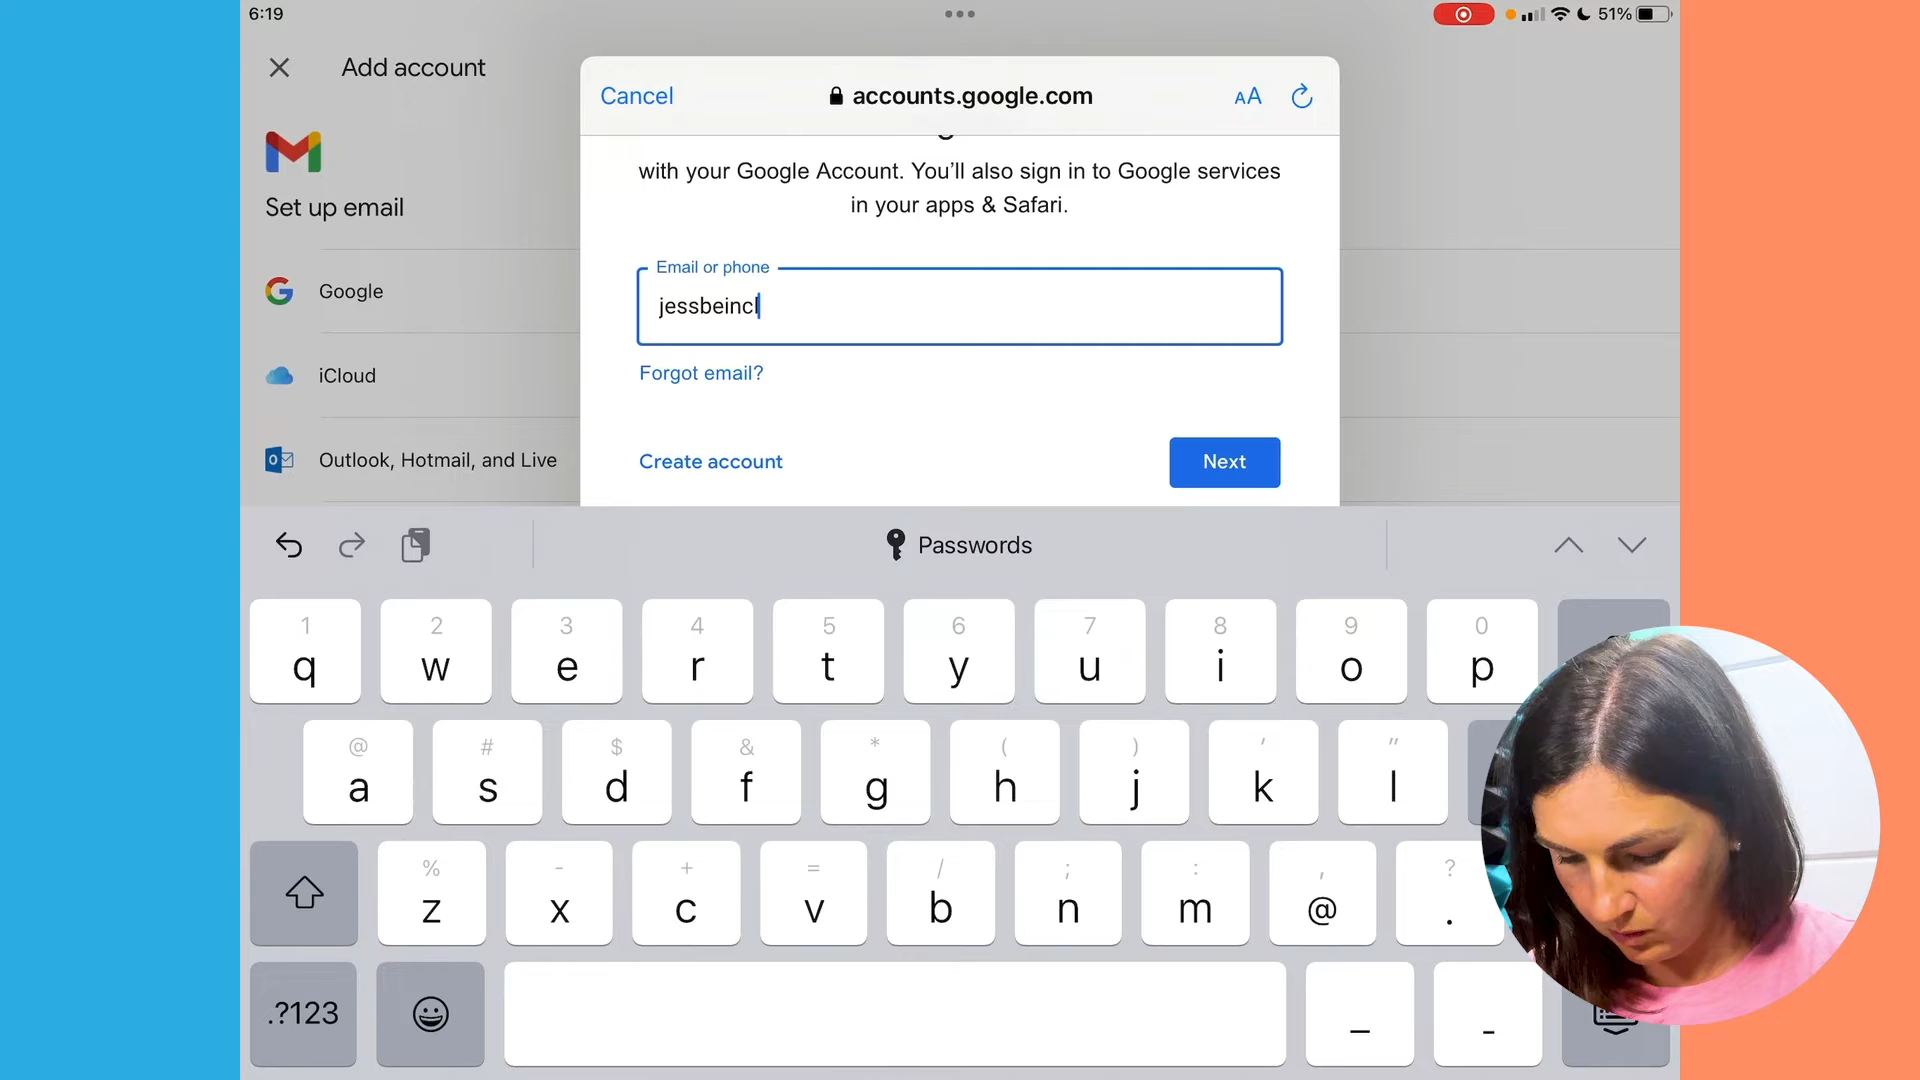 6:19
51%
Add account
Cancel
accounts.google.com
AA
with your Google Account. You'll also sign in to Google services
in your apps & Safari.
Set up email
Email or phone
jessbeincl
Google
Forgot email?
iCloud
Create account
Next
Outlook, Hotmail, and Live
Passwords
1 2 3 4 5 6 7 8 9 0
q w e r t y u i o p
@ # $ & * ( ) ' "
a s d f g h j k l
% - + = / ; : , ?
z x c v b n m @ .
.?123 _ -